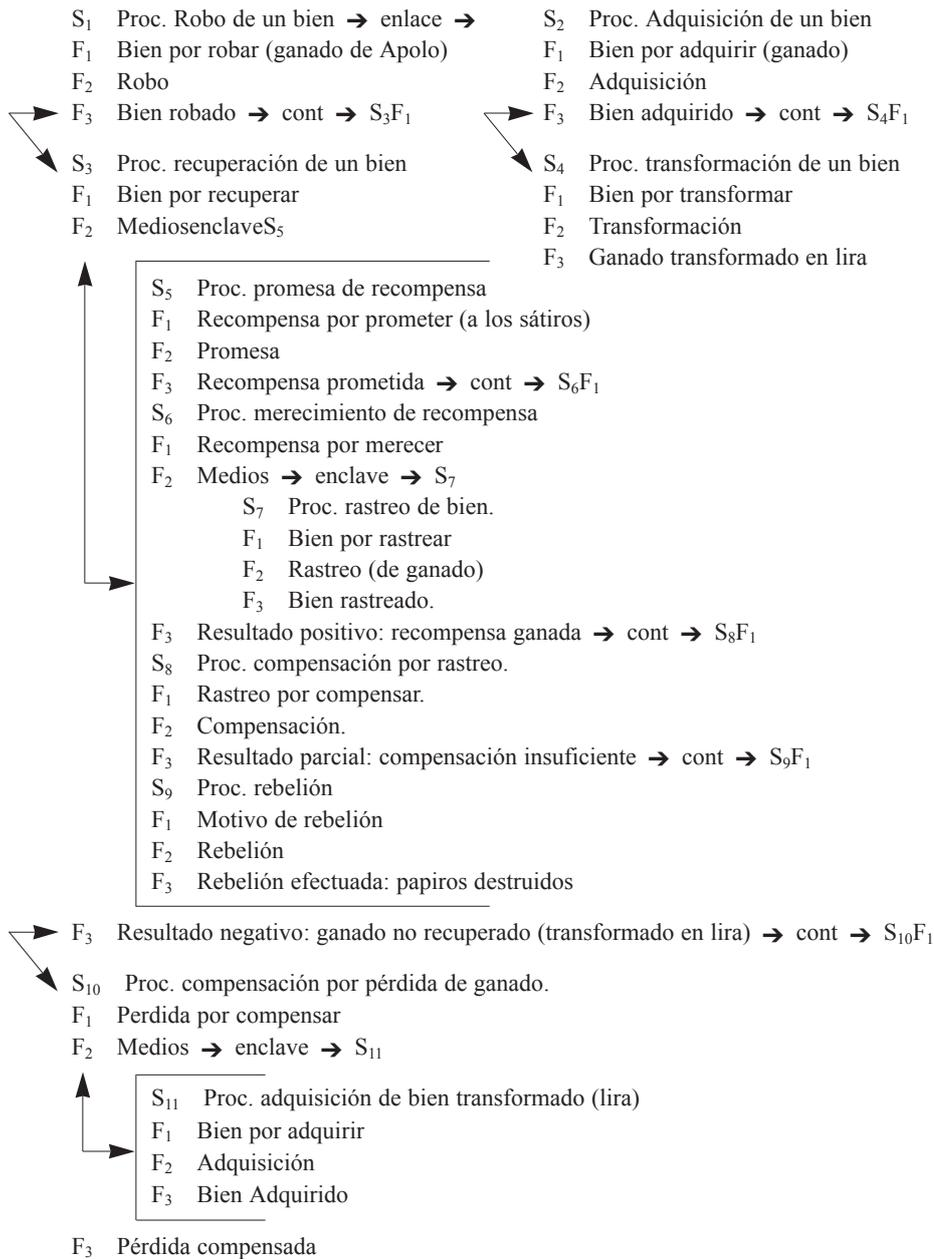 S₁ Proc. Robo de un bien ➔ enlace ➔
F₁ Bien por robar (ganado de Apolo)
F₂ Robo
F₃ Bien robado ➔ cont ➔ S₃F₁
S₃ Proc. recuperación de un bien
F₁ Bien por recuperar
F₂ MediosenclaveS₅
S₂ Proc. Adquisición de un bien
F₁ Bien por adquirir (ganado)
F₂ Adquisición
F₃ Bien adquirido ➔ cont ➔ S₄F₁
S₄ Proc. transformación de un bien
F₁ Bien por transformar
F₂ Transformación
F₃ Ganado transformado en lira
S₅ Proc. promesa de recompensa
F₁ Recompensa por prometer (a los sátiros)
F₂ Promesa
F₃ Recompensa prometida ➔ cont ➔ S₆F₁
S₆ Proc. merecimiento de recompensa
F₁ Recompensa por merecer
F₂ Medios ➔ enclave ➔ S₇
S₇ Proc. rastreo de bien.
F₁ Bien por rastrear
F₂ Rastreo (de ganado)
F₃ Bien rastreado.
F₃ Resultado positivo: recompensa ganada ➔ cont ➔ S₈F₁
S₈ Proc. compensación por rastreo.
F₁ Rastreo por compensar.
F₂ Compensación.
F₃ Resultado parcial: compensación insuficiente ➔ cont ➔ S₉F₁
S₉ Proc. rebelión
F₁ Motivo de rebelión
F₂ Rebelión
F₃ Rebelión efectuada: papiros destruidos
F₃ Resultado negativo: ganado no recuperado (transformado en lira) ➔ cont ➔ S₁₀F₁
S₁₀ Proc. compensación por pérdida de ganado.
F₁ Perdida por compensar
F₂ Medios ➔ enclave ➔ S₁₁
S₁₁ Proc. adquisición de bien transformado (lira)
F₁ Bien por adquirir
F₂ Adquisición
F₃ Bien Adquirido
F₃ Pérdida compensada